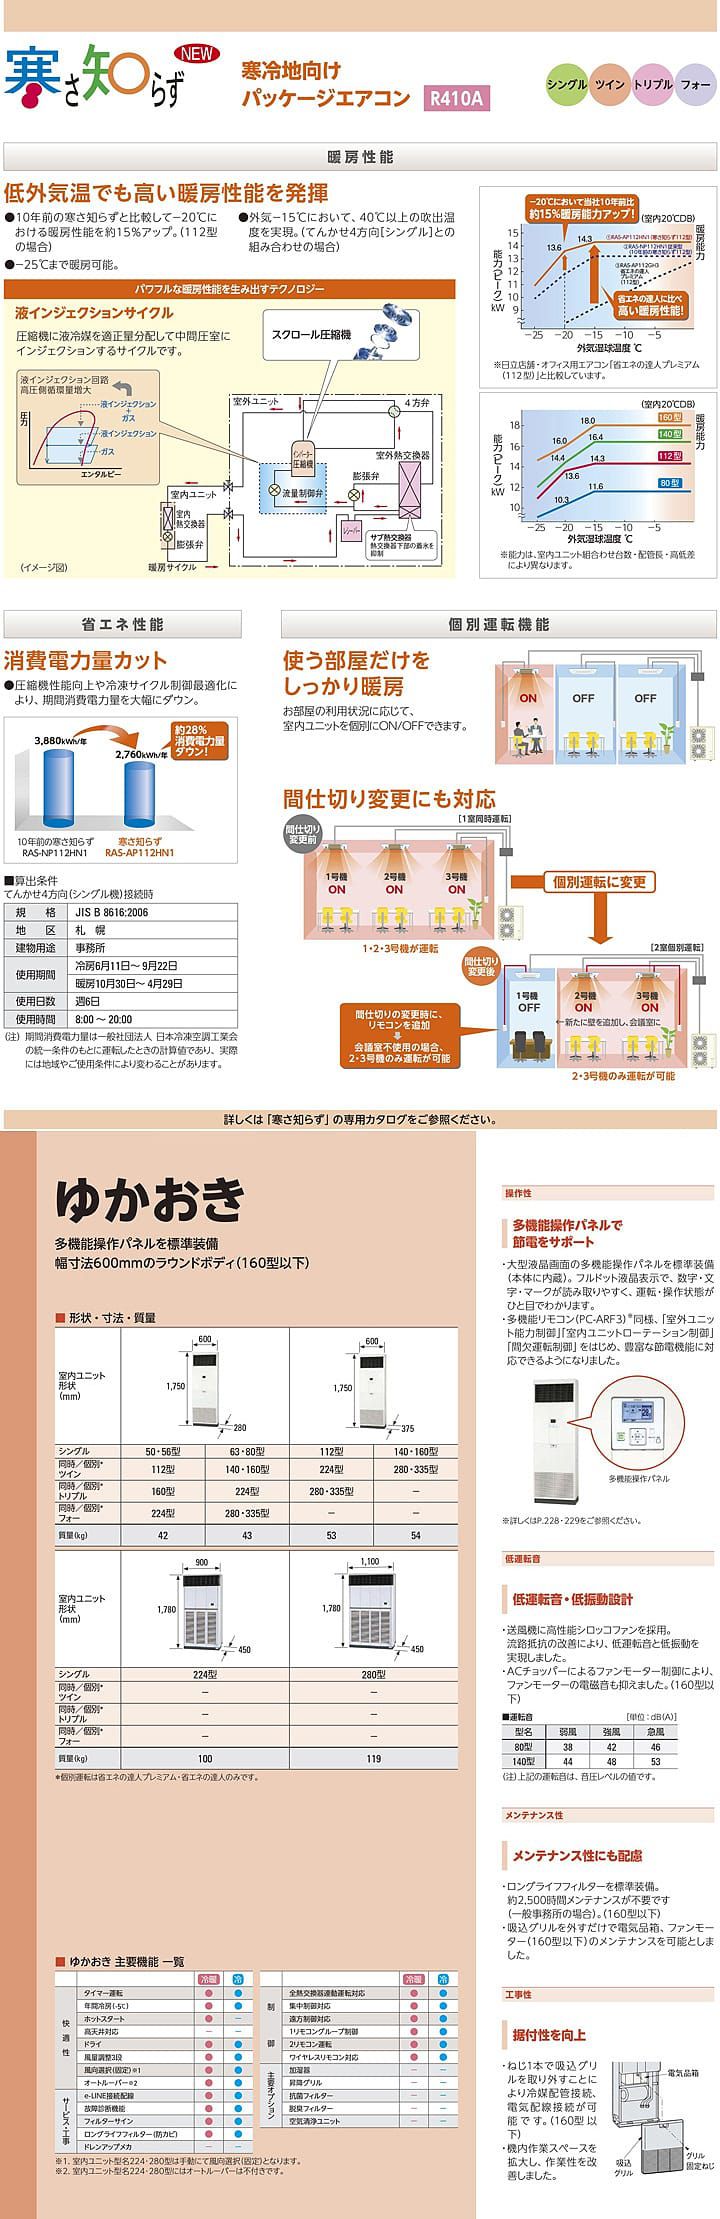 寒さ知らず NEW
寒冷地向け
パッケージエアコン R410A
シングル ツイン トリプル フォー
暖房性能
低外気温でも高い暖房性能を発揮
●10年前の寒さ知らずと比較して−20℃に
おける暖房性能を約15%アップ。(112型
の場合)
●−25℃まで暖房可能。
●外気−15℃において、40℃以上の吹出温
度を実現。(てんかせ4方向[シングル]との
組み合わせの場合)
パワフルな暖房性能を生み出すテクノロジー
液インジェクションサイクル
圧縮機に液冷媒を適正量分配して中間圧室に
インジェクションするサイクルです。
スクロール圧縮機
液インジェクション回路
高圧側循環量増大
液インジェクション
+
ガス
液インジェクション
ガス
圧力
エンタルピー
室外ユニット
4方弁
インバーター
圧縮機
室外熱交換器
膨張弁
流量制御弁
室内ユニット
室内
熱交換器
膨張弁
レシーバー
サブ熱交換器
熱交換器下部の着氷を
抑制
(イメージ図)
暖房サイクル
−20℃において当社10年前比
約15%暖房能力アップ!
(室内20℃DB)
暖房能力
能力(ピーク) kW
15
14
13
12
11
10
9
13.6
14.3
①RAS-AP112HN1(寒さ知らず112型)
②RAS-NP112HN1従来型
(10年前の寒さ知らず112型)
③RAS-AP112GH3
省エネの達人
プレミアム
(112型)
省エネの達人に比べ
高い暖房性能!
−25 −20 −15 −10 −5
外気湿球温度 ℃
※日立店舗・オフィス用エアコン「省エネの達人プレミアム
(112型)」と比較しています。
(室内20℃DB)
暖房能力
能力(ピーク) kW
18
16
14
12
10
16.0
18.0
160型
14.4
16.4
140型
13.6
14.3
112型
10.3
11.6
80型
−25 −20 −15 −10 −5
外気湿球温度 ℃
※能力は、室内ユニット組合わせ台数・配管長・高低差
により異なります。
省エネ性能
消費電力量カット
●圧縮機性能向上や冷凍サイクル制御最適化に
より、期間消費電力量を大幅にダウン。
3,880kWh/年
2,760kWh/年
約28%
消費電力量
ダウン!
10年前の寒さ知らず
RAS-NP112HN1
寒さ知らず
RAS-AP112HN1
■算出条件
てんかせ4方向(シングル機)接続時
規 格 JIS B 8616:2006
地 区 札 幌
建物用途 事務所
使用期間 冷房6月11日〜 9月22日
暖房10月30日〜 4月29日
使用日数 週6日
使用時間 8:00 〜 20:00
(注) 期間消費電力量は一般社団法人 日本冷凍空調工業会
の統一条件のもとに運転したときの計算値であり、実際
には地域やご使用条件により変わることがあります。
個別運転機能
使う部屋だけを
しっかり暖房
お部屋の利用状況に応じて、
室内ユニットを個別にON/OFFできます。
ON OFF OFF
間仕切り変更にも対応
間仕切り
変更前
[1室同時運転]
1号機 2号機 3号機
ON ON ON
1・2・3号機が運転
個別運転に変更
間仕切り
変更後
[2室個別運転]
1号機 2号機 3号機
OFF ON ON
←新たに壁を追加し、会議室に
間仕切りの変更時に、
リモコンを追加
会議室不使用の場合、
2・3号機のみ運転が可能
2・3号機のみ運転が可能
詳しくは「寒さ知らず」の専用カタログをご参照ください。
ゆかおき
多機能操作パネルを標準装備
幅寸法600mmのラウンドボディ(160型以下)
■ 形状・寸法・質量
室内ユニット
形状
(mm)
600
1,750
280
600
1,750
375
シングル 50・56型 63・80型 112型 140・160型
同時/個別*
ツイン 112型 140・160型 224型 280・335型
同時/個別*
トリプル 160型 224型 280・335型 −
同時/個別*
フォー 224型 280・335型 − −
質量(kg) 42 43 53 54
室内ユニット
形状
(mm)
900
1,780
450
1,100
1,780
450
シングル 224型 280型
同時/個別*
ツイン − −
同時/個別*
トリプル − −
同時/個別*
フォー − −
質量(kg) 100 119
*個別運転は省エネの達人プレミアム・省エネの達人のみです。
■ ゆかおき 主要機能 一覧
冷暖 冷
快適性
タイマー運転 ● ●
年間冷房(-5℃) ● ●
ホットスタート ● −
高天井対応 − −
ドライ ● ●
風量調整3段 ● ●
風向選択(固定)※1 ● ●
オートルーバー※2 ● ●
サービス・工事
e-LINE接続配線 ● ●
故障診断機能 ● ●
フィルターサイン ● ●
ロングライフフィルター(防カビ) ● ●
ドレンアップメカ − −
冷暖 冷
制御
全熱交換器連動運転対応 ● ●
集中制御対応 ● ●
遠方制御対応 ● ●
1リモコングループ制御 ● ●
2リモコン運転 ● ●
ワイヤレスリモコン対応 ● ●
主要オプション
加湿器 − −
昇降グリル − −
抗菌フィルター − −
脱臭フィルター − −
空気清浄ユニット − −
※1. 室内ユニット型名224・280型は手動にて風向選択(固定)となります。
※2. 室内ユニット型名224・280型にはオートルーバーは不付きです。
操作性
多機能操作パネルで
節電をサポート
・大型液晶画面の多機能操作パネルを標準装備
(本体に内蔵)。フルドット液晶表示で、数字・文
字・マークが読み取りやすく、運転・操作状態が
ひと目でわかります。
・多機能リモコン(PC-ARF3)※同様、「室外ユニッ
ト能力制御」「室内ユニットローテーション制御」
「間欠運転制御」をはじめ、豊富な節電機能に対
応できるようになりました。
多機能操作パネル
※詳しくはP.228・229をご参照ください。
低運転音
低運転音・低振動設計
・送風機に高性能シロッコファンを採用。
流路抵抗の改善により、低運転音と低振動を
実現しました。
・ACチョッパーによるファンモーター制御により、
ファンモーターの電磁音も抑えました。(160型以
下)
■運転音 [単位:dB(A)]
型名 弱風 強風 急風
80型 38 42 46
140型 44 48 53
(注)上記の運転音は、音圧レベルの値です。
メンテナンス性
メンテナンス性にも配慮
・ロングライフフィルターを標準装備。
約2,500時間メンテナンスが不要です
(一般事務所の場合)。(160型以下)
・吸込グリルを外すだけで電気品箱、ファンモー
ター(160型以下)のメンテナンスを可能としま
した。
工事性
据付性を向上
・ねじ1本で吸込グリ
ルを取り外すことに
より冷媒配管接続、
電気配線接続が可
能です。(160型以
下)
・機内作業スペースを
拡大し、作業性を改
善しました。
電気品箱
吸込
グリル
グリル
固定ねじ